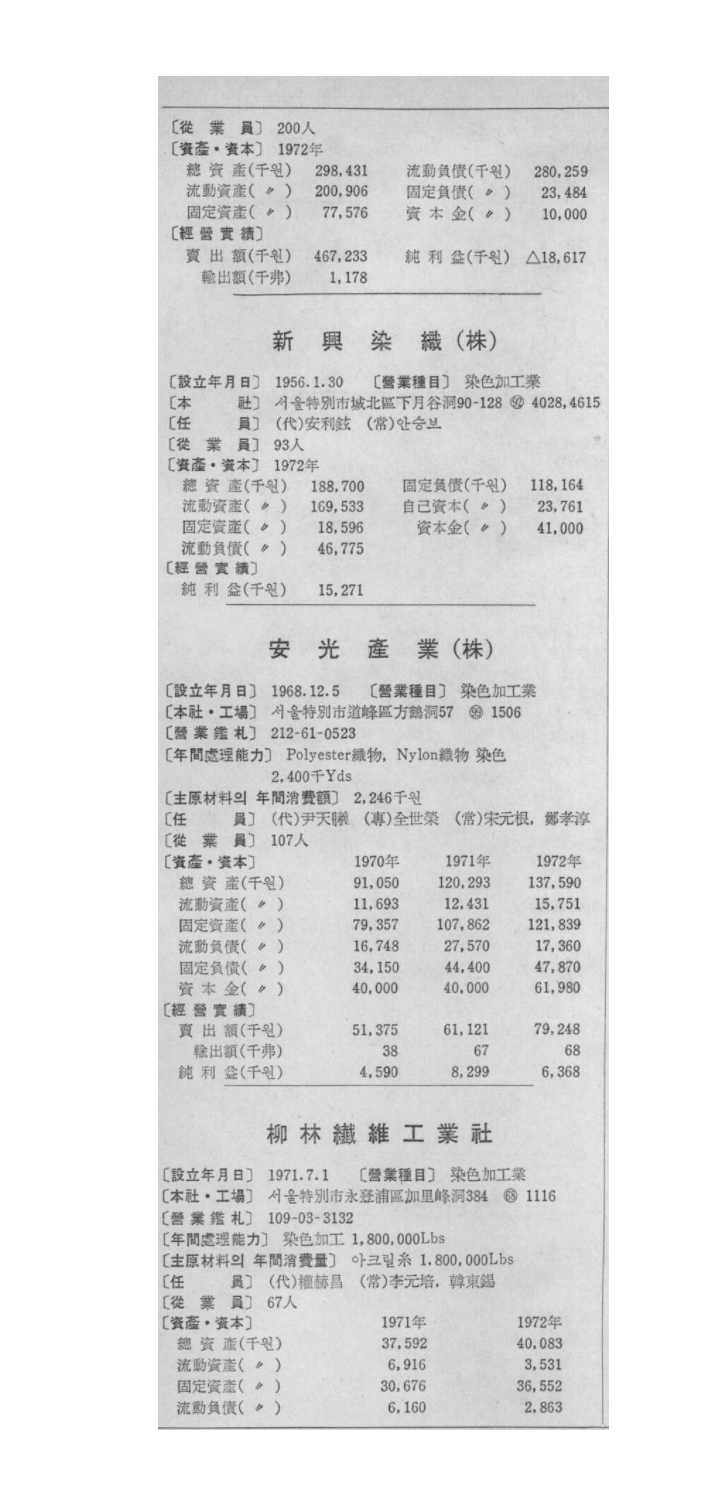 〔從 業 員〕 200人
〔資產・資本〕 1972年
總 資 產(千원) 298,431 流動負債(千원) 280,259
流動資產( 〃 ) 200,906 固定負債( 〃 ) 23,484
固定資產( 〃 ) 77,576 資 本 金( 〃 ) 10,000
〔經 營 實 績〕
賣 出 額(千원) 467,233 純 利 益(千원) △18,617
輸出額(千弗) 1,178
新 興 染 織 (株)
〔設立年月日〕 1956.1.30 〔營業種目〕 染色加工業
〔本 社〕 서울特別市城北區下月谷洞90-128 ㉒ 4028,4615
〔任 員〕 (代)安利鉉 (常)안승보
〔從 業 員〕 93人
〔資產・資本〕 1972年
總 資 產(千원) 188,700 固定負債(千원) 118,164
流動資產( 〃 ) 169,533 自己資本( 〃 ) 23,761
固定資產( 〃 ) 18,596 資本金( 〃 ) 41,000
流動負債( 〃 ) 46,775
〔經 營 實 績〕
純 利 益(千원) 15,271
安 光 產 業 (株)
〔設立年月日〕 1968.12.5 〔營業種目〕 染色加工業
〔本社・工場〕 서울特別市道峰區方鶴洞57 1506
〔營 業 鑑 札〕 212-61-0523
〔年間處理能力〕 Polyester織物, Nylon織物 染色
2,400千Yds
〔主原材料의 年間消費額〕 2,246千원
〔任 員〕 (代)尹天 (專)全世榮 (常)宋元根, 鄭孝淳
〔從 業 員〕 107人
〔資產・資本〕 1970年 1971年 1972年
總 資 產(千원) 91,050 120,293 137,590
流動資產( 〃 ) 11,693 12,431 15,751
固定資產( 〃 ) 79,357 107,862 121,839
流動負債( 〃 ) 16,748 27,570 17,360
固定負債( 〃 ) 34,150 44,400 47,870
資 本 金( 〃 ) 40,000 40,000 61,980
〔經 營 實 績〕
賣 出 額(千원) 51,375 61,121 79,248
輸出額(千弗) 38 67 68
純 利 益(千원) 4,590 8,299 6,368
柳 林 纖 維 工 業 社
〔設立年月日〕 1971.7.1 〔營業種目〕 染色加工業
〔本社・工場〕 서울特別市永登浦區加里峰洞384 1116
〔營 業 鑑 札〕 109-03-3132
〔年間處理能力〕 染色加工 1,800,000Lbs
〔主原材料의 年間消費量〕 아크릴糸 1.800,000Lbs
〔任 員〕 (代)權赫昌 (常)李元培, 韓東錫
〔從 業 員〕 67人
〔資產・資本〕 1971年 1972年
總 資 產(千원) 37,592 40,083
流動資產( 〃 ) 6,916 3,531
固定資產( 〃 ) 30,676 36,552
流動負債( 〃 ) 6,160 2,863